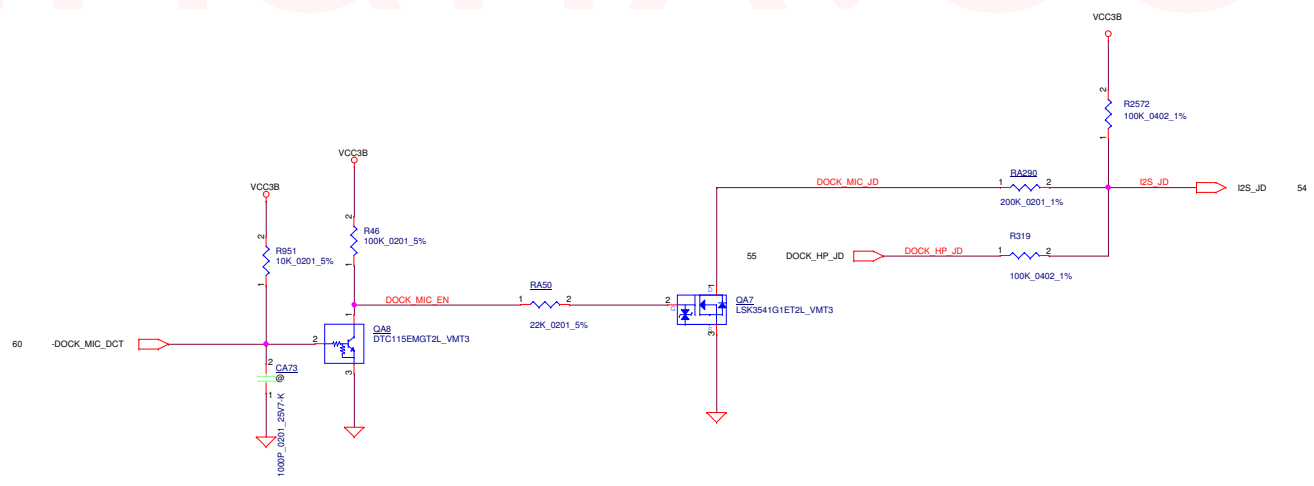 VCC3B
2
R2572
100K_0402_1%
1
VCC3B
VCC3B
2
R46
100K_0201_5%
1
2
R951
10K_0201_5%
1
DOCK_MIC_JD
1
RA290
2
200K_0201_1%
I2S_JD
I2S_JD
54
55
DOCK_HP_JD
DOCK_HP_JD
1
R319
2
100K_0402_1%
DOCK_MIC_EN
1
RA50
2
22K_0201_5%
2
1
QA7
LSK3541G1ET2L_VMT3
3
1
QA8
DTC115EMGT2L_VMT3
2
3
60
-DOCK_MIC_DCT
2
CA73
@
1
1000P_0201_25V7-K